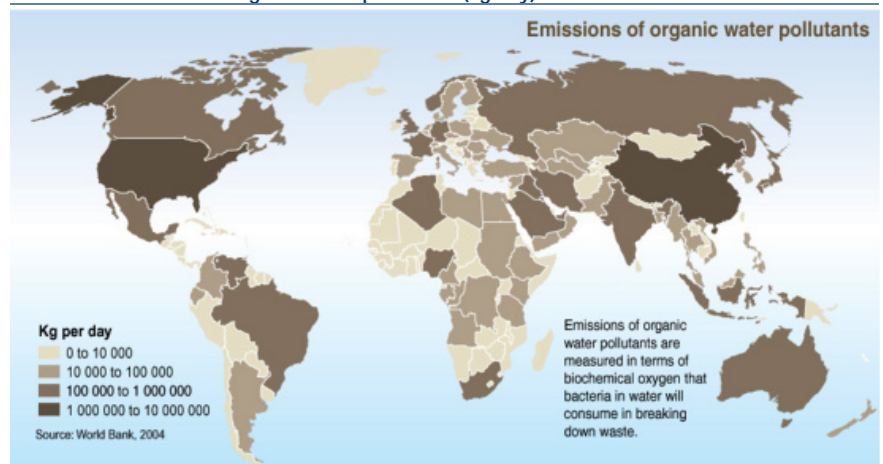 Emissions of organic water pollutants
Kg per day
0 to 10 000
10 000 to 100 000
100 000 to 1 000 000
1 000 000 to 10 000 000
Source: World Bank, 2004
Emissions of organic
water pollutants are
measured in terms of
biochemical oxygen that
bacteria in water will
consume in breaking
down waste.